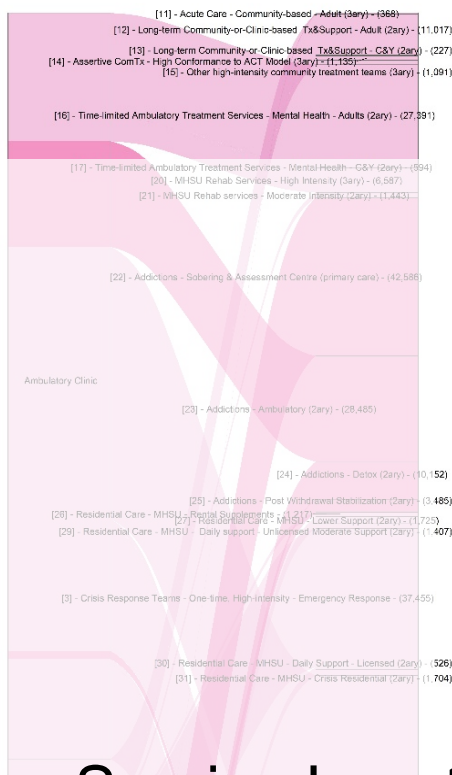 [11] - Acute Care - Community-based - Adult (3ary) - (368)
[12] - Long-term Community-or-Clinic-based Tx&Support - Adult (2ary) - (11,017)
[13] - Long-term Community-or-Clinic-based Tx&Support - C&Y (2ary) - (227)
[14] - Assertive ComTx - High Conformance to ACT Model (3ary) - (1,135)
[15] - Other high-intensity community treatment teams (3ary) - (1,091)
[16] - Time-limited Ambulatory Treatment Services - Mental Health - Adults (2ary) - (27,391)
[17] - Time-limited Ambulatory Treatment Services - Mental Health - C&Y (2ary) - (994)
[20] - MHSU Rehab Services - High Intensity (3ary) - (6,587)
[21] - MHSU Rehab services - Moderate Intensity (2ary) - (1,443)
[22] - Addictions - Sobering & Assessment Centre (primary care) - (42,586)
Ambulatory Clinic
[23] - Addictions - Ambulatory (2ary) - (28,485)
[24] - Addictions - Detox (2ary) - (10,152)
[25] - Addictions - Post Withdrawal Stabilization (2ary) - (3,485)
[26] - Residential Care - MHSU - Rental Supplements - (1,217)
[27] - Residential Care - MHSU - Lower Support (2ary) - (1,725)
[29] - Residential Care - MHSU - Daily support - Unlicensed Moderate Support (2ary) - (1,407)
[3] - Crisis Response Teams - One-time, High-Intensity - Emergency Response - (37,455)
[30] - Residential Care - MHSU - Daily Support - Licensed (2ary) - (526)
[31] - Residential Care - MHSU - Crisis Residential (2ary) - (1,704)